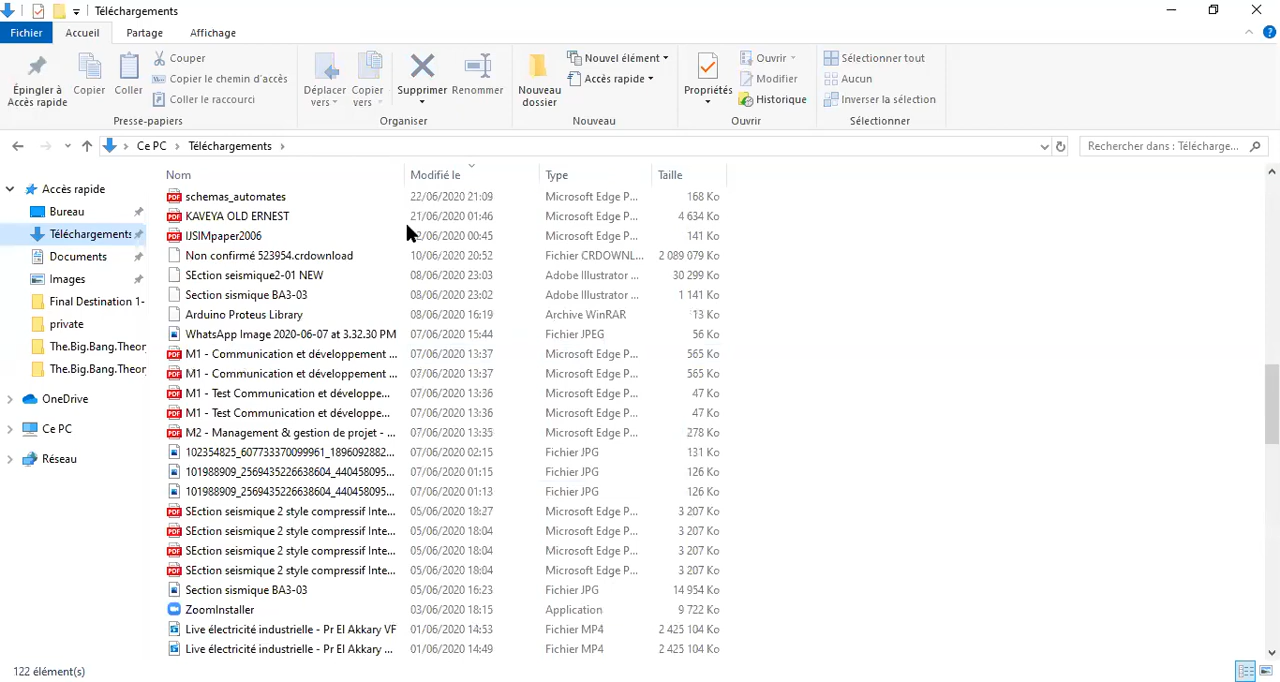 Téléchargements
Fichier Accueil Partage Affichage
Épingler à Accès rapide
Copier
Coller
Couper
Copier le chemin d'accès
Coller le raccourci
Presse-papiers
Déplacer vers
Copier vers
Supprimer
Renommer
Organiser
Nouveau dossier
Nouvel élément
Accès rapide
Nouveau
Propriétés
Ouvrir
Modifier
Historique
Ouvrir
Sélectionner tout
Aucun
Inverser la sélection
Sélectionner
Ce PC > Téléchargements >
Rechercher dans : Télécharge...
Accès rapide
Bureau
Téléchargements
Documents
Images
Final Destination 1-
private
The.Big.Bang.Theor
The.Big.Bang.Theor
OneDrive
Ce PC
Réseau
Nom Modifié le Type Taille
schemas_automates 22/06/2020 21:09 Microsoft Edge P... 168 Ko
KAVEYA OLD ERNEST 21/06/2020 01:46 Microsoft Edge P... 4 634 Ko
IJSIMpaper2006 2/06/2020 00:45 Microsoft Edge P... 141 Ko
Non confirmé 523954.crdownload 10/06/2020 20:52 Fichier CRDOWNL... 2 089 079 Ko
SEction seismique2-01 NEW 08/06/2020 23:03 Adobe Illustrator ... 30 299 Ko
Section sismique BA3-03 08/06/2020 23:02 Adobe Illustrator ... 1 141 Ko
Arduino Proteus Library 08/06/2020 16:19 Archive WinRAR 13 Ko
WhatsApp Image 2020-06-07 at 3.32.30 PM 07/06/2020 15:44 Fichier JPEG 56 Ko
M1 - Communication et développement ... 07/06/2020 13:37 Microsoft Edge P... 565 Ko
M1 - Communication et développement ... 07/06/2020 13:37 Microsoft Edge P... 565 Ko
M1 - Test Communication et développe... 07/06/2020 13:36 Microsoft Edge P... 47 Ko
M1 - Test Communication et développe... 07/06/2020 13:36 Microsoft Edge P... 47 Ko
M2 - Management & gestion de projet - ... 07/06/2020 13:35 Microsoft Edge P... 278 Ko
102354825_607733370099961_1896092882... 07/06/2020 02:15 Fichier JPG 131 Ko
101988909_2569435226638604_440458095... 07/06/2020 01:15 Fichier JPG 126 Ko
101988909_2569435226638604_440458095... 07/06/2020 01:13 Fichier JPG 126 Ko
SEction seismique 2 style compressif Inte... 05/06/2020 18:27 Microsoft Edge P... 3 207 Ko
SEction seismique 2 style compressif Inte... 05/06/2020 18:04 Microsoft Edge P... 3 207 Ko
SEction seismique 2 style compressif Inte... 05/06/2020 18:04 Microsoft Edge P... 3 207 Ko
SEction seismique 2 style compressif Inte... 05/06/2020 18:04 Microsoft Edge P... 3 207 Ko
Section sismique BA3-03 05/06/2020 16:23 Fichier JPG 14 954 Ko
ZoomInstaller 03/06/2020 18:15 Application 9 722 Ko
Live électricité industrielle - Pr El Akkary VF 01/06/2020 14:53 Fichier MP4 2 425 104 Ko
Live électricité industrielle - Pr El Akkary ... 01/06/2020 14:49 Fichier MP4 2 425 104 Ko
122 élément(s)